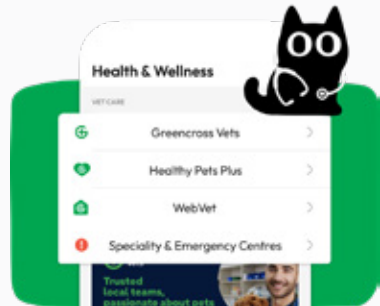 Health & Wellness
VET CARE
Greencross Vets
Healthy Pets Plus
WebVet
Speciality & Emergency Centres
Trusted
local teams,
passionate about pets